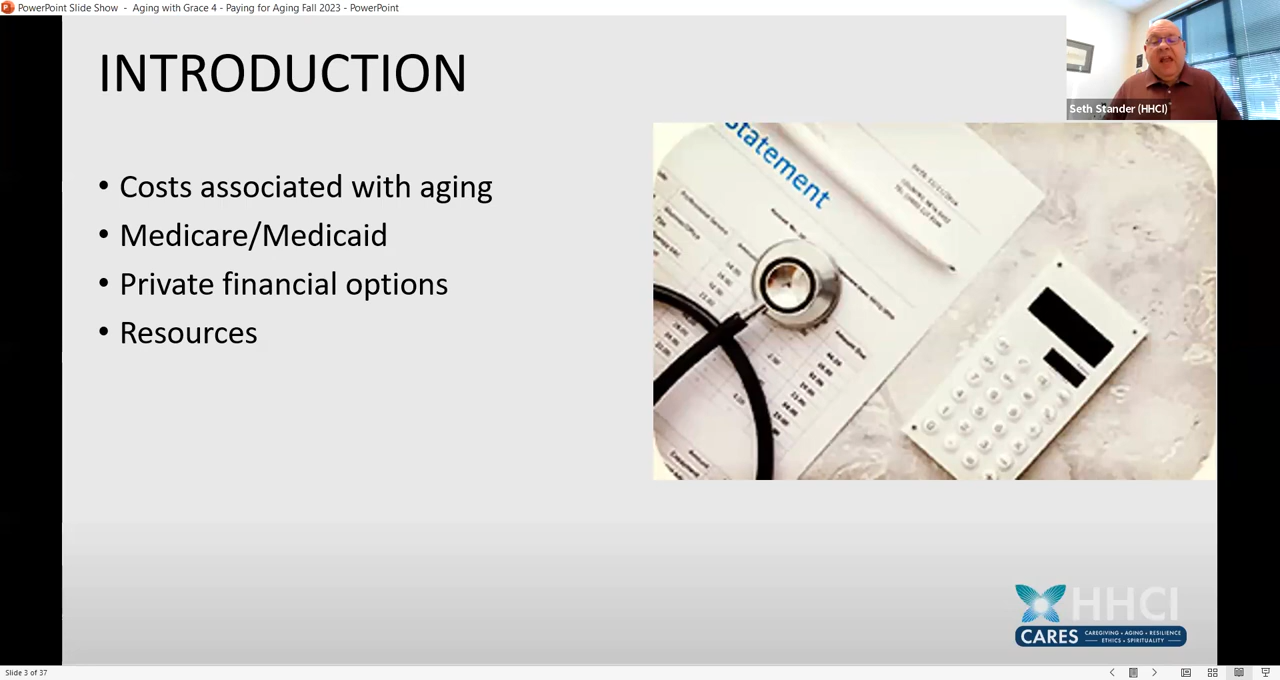 PowerPoint Slide Show - Aging with Grace 4 - Paying for Aging Fall 2023 - PowerPoint
INTRODUCTION
Seth Stander (HHCI)
• Costs associated with aging
• Medicare/Medicaid
• Private financial options
• Resources
Statement
Amount Due
HHCI
CARES
CAREGIVING • AGING • RESILIENCE
ETHICS • SPIRITUALITY
Slide 3 of 37